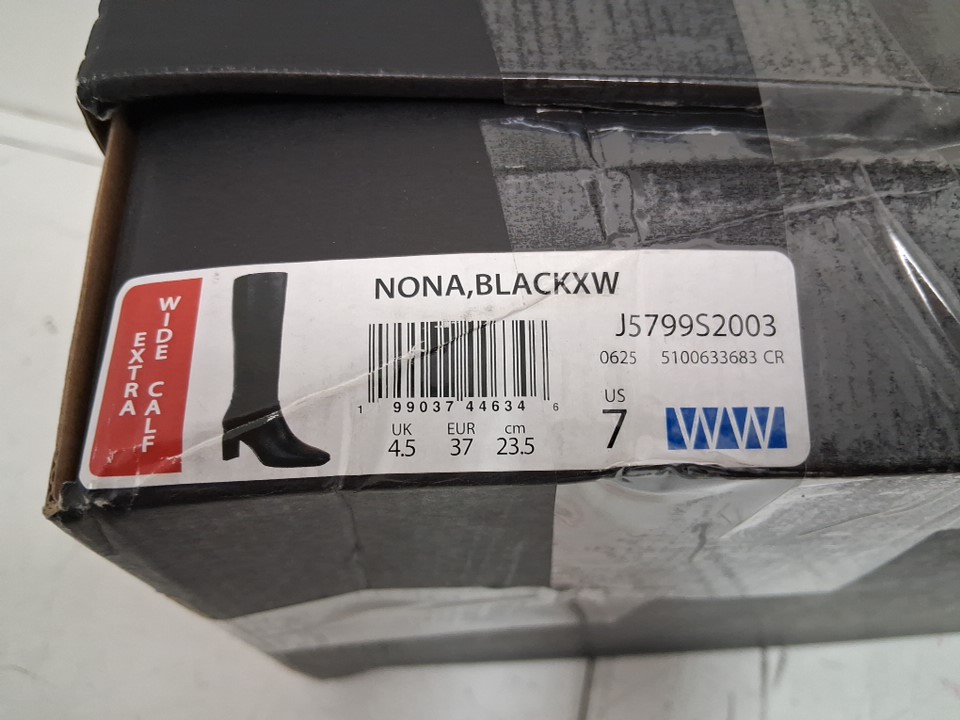 EXTRA
WIDE CALF
NONA,BLACKXW
J5799S2003
0625 5100633683 CR
1 99037 44634 6
UK EUR cm
4.5 37 23.5
US
7
WW